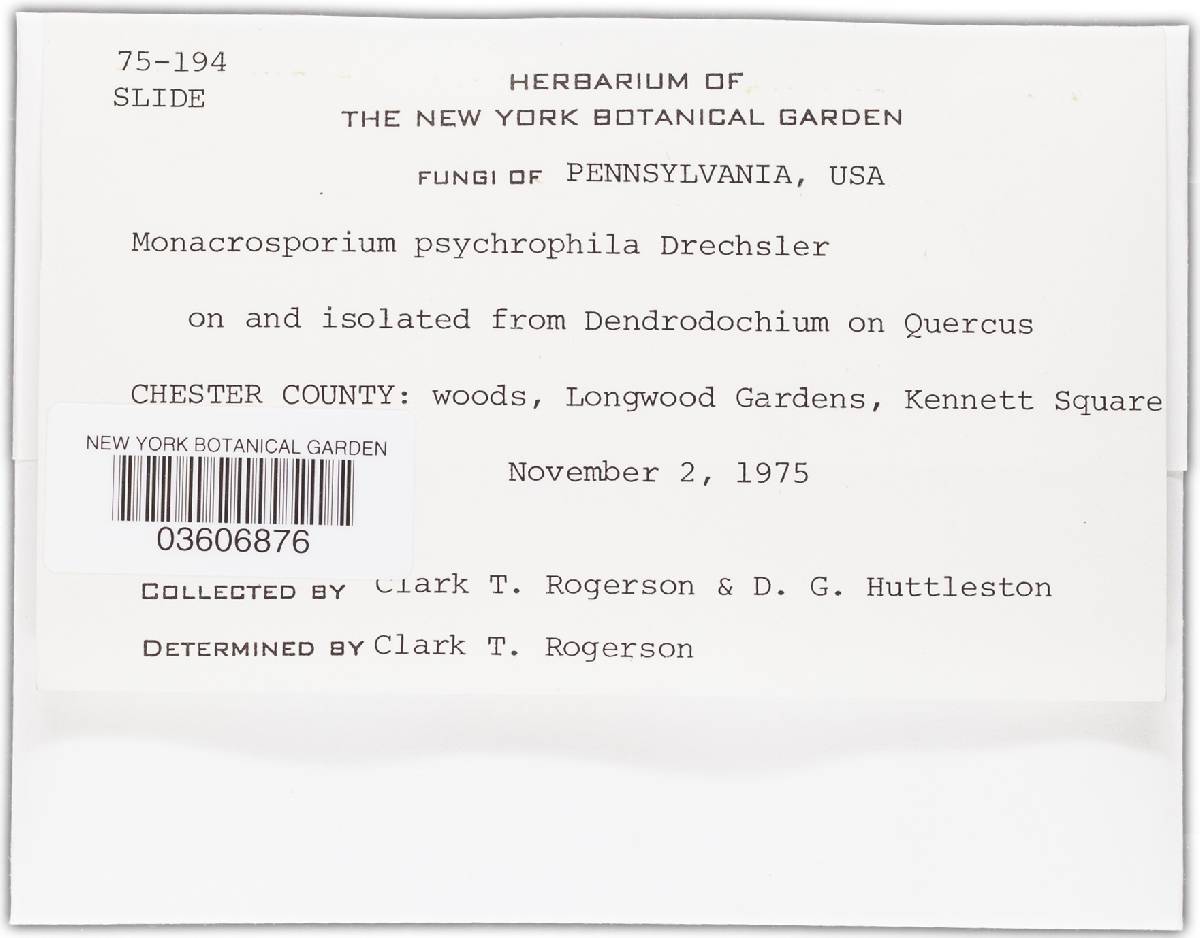 75-194
SLIDE
HERBARIUM OF
THE NEW YORK BOTANICAL GARDEN
FUNGI OF PENNSYLVANIA, USA
Monacrosporium psychrophila Drechsler
on and isolated from Dendrodochium on Quercus
CHESTER COUNTY: woods, Longwood Gardens, Kennett Square
NEW YORK BOTANICAL GARDEN
03606876
November 2, 1975
COLLECTED BY Clark T. Rogerson & D. G. Huttleston
DETERMINED BY Clark T. Rogerson